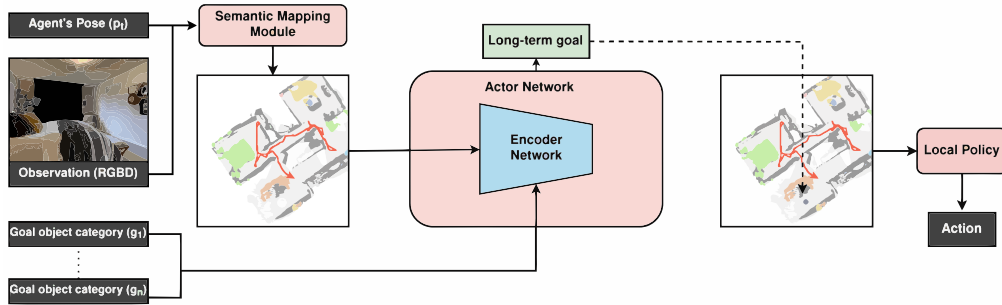 Agent's Pose (pt)
Semantic Mapping
Module
Observation (RGBD)
Goal object category (g1)
Goal object category (gn)
Long-term goal
Actor Network
Encoder
Network
Local Policy
Action